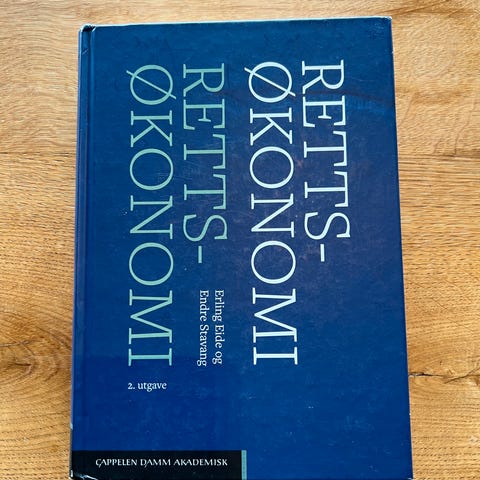 RETTS-
ØKONOMI
RETTS-
ØKONOMI
Erling Eide og
Endre Stavang
2. utgave
CAPPELEN DAMM AKADEMISK